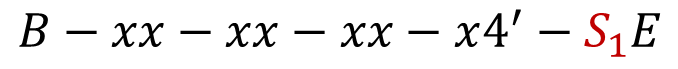 B − xx − xx − xx − x4′ − S₁E